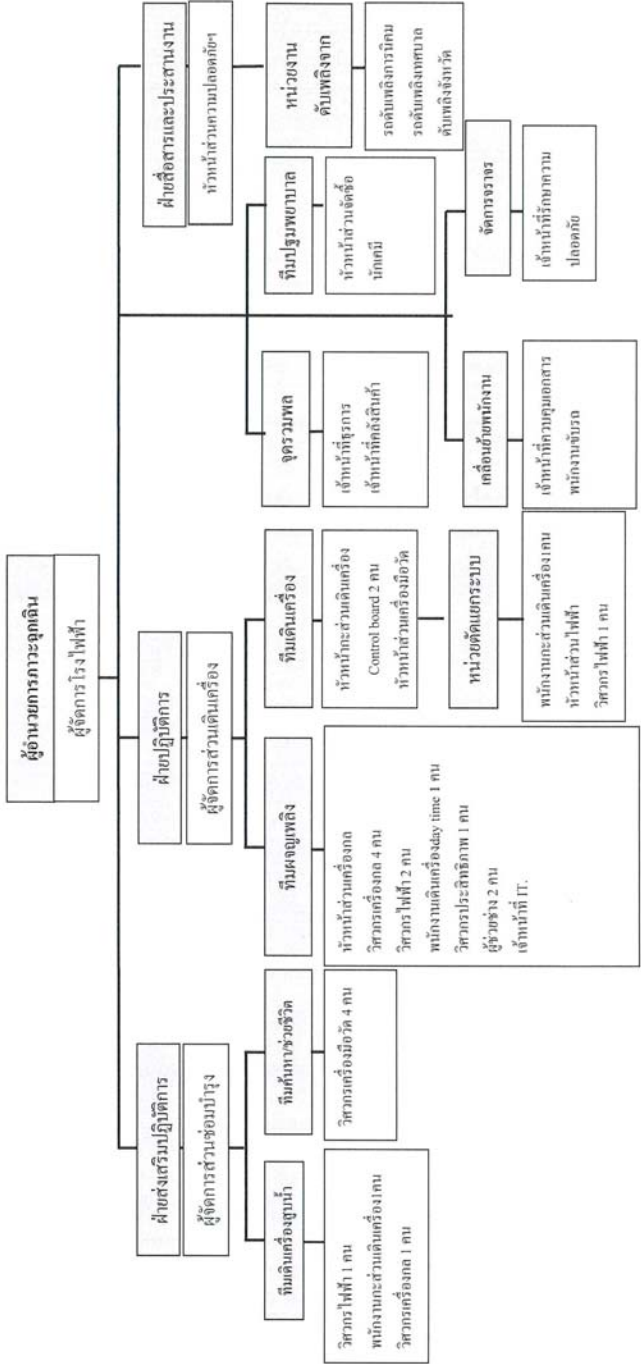 ผู้อำนวยการภาวะฉุกเฉิน
ผู้จัดการโรงไฟฟ้า
ฝ่ายส่งเสริมปฏิบัติการ
ผู้จัดการส่วนซ่อมบำรุง
ทีมเดินเครื่องสูบน้ำ
วิศวกรไฟฟ้า 1 คน
พนักงานกะส่วนเดินเครื่อง1คน
วิศวกรเครื่องกล 1 คน
ทีมค้นหา/ช่วยชีวิต
วิศวกรเครื่องมือวัด 4 คน
ฝ่ายปฏิบัติการ
ผู้จัดการส่วนเดินเครื่อง
ทีมผจญเพลิง
หัวหน้าส่วนเครื่องกล
วิศวกรเครื่องกล 4 คน
วิศวกรไฟฟ้า 2 คน
พนักงานเดินเครื่องday time 1 คน
วิศวกรประสิทธิภาพ 1 คน
ผู้ช่วยช่าง 2 คน
เจ้าหน้าที่ IT.
ทีมเดินเครื่อง
หัวหน้ากะส่วนเดินเครื่อง
Control board 2 คน
หัวหน้าส่วนเครื่องมือวัด
หน่วยตัดแยกระบบ
พนักงานกะส่วนเดินเครื่อง1คน
หัวหน้าส่วนไฟฟ้า
วิศวกรไฟฟ้า 1 คน
จุดรวมพล
เจ้าหน้าที่ธุรการ
เจ้าหน้าที่คลังสินค้า
ทีมปฐมพยาบาล
หัวหน้าส่วนจัดซื้อ
นักเคมี
เคลื่อนย้ายพนักงาน
เจ้าหน้าที่ควบคุมเอกสาร
พนักงานขับรถ
จัดการจราจร
เจ้าหน้าที่รักษาความ
ปลอดภัย
ฝ่ายสื่อสารและประสานงาน
หัวหน้าส่วนความปลอดภัยฯ
หน่วยงาน
ดับเพลิงจาก
รถดับเพลิงการนิคม
รถดับเพลิงเทศบาล
ดับเพลิงจังหวัด